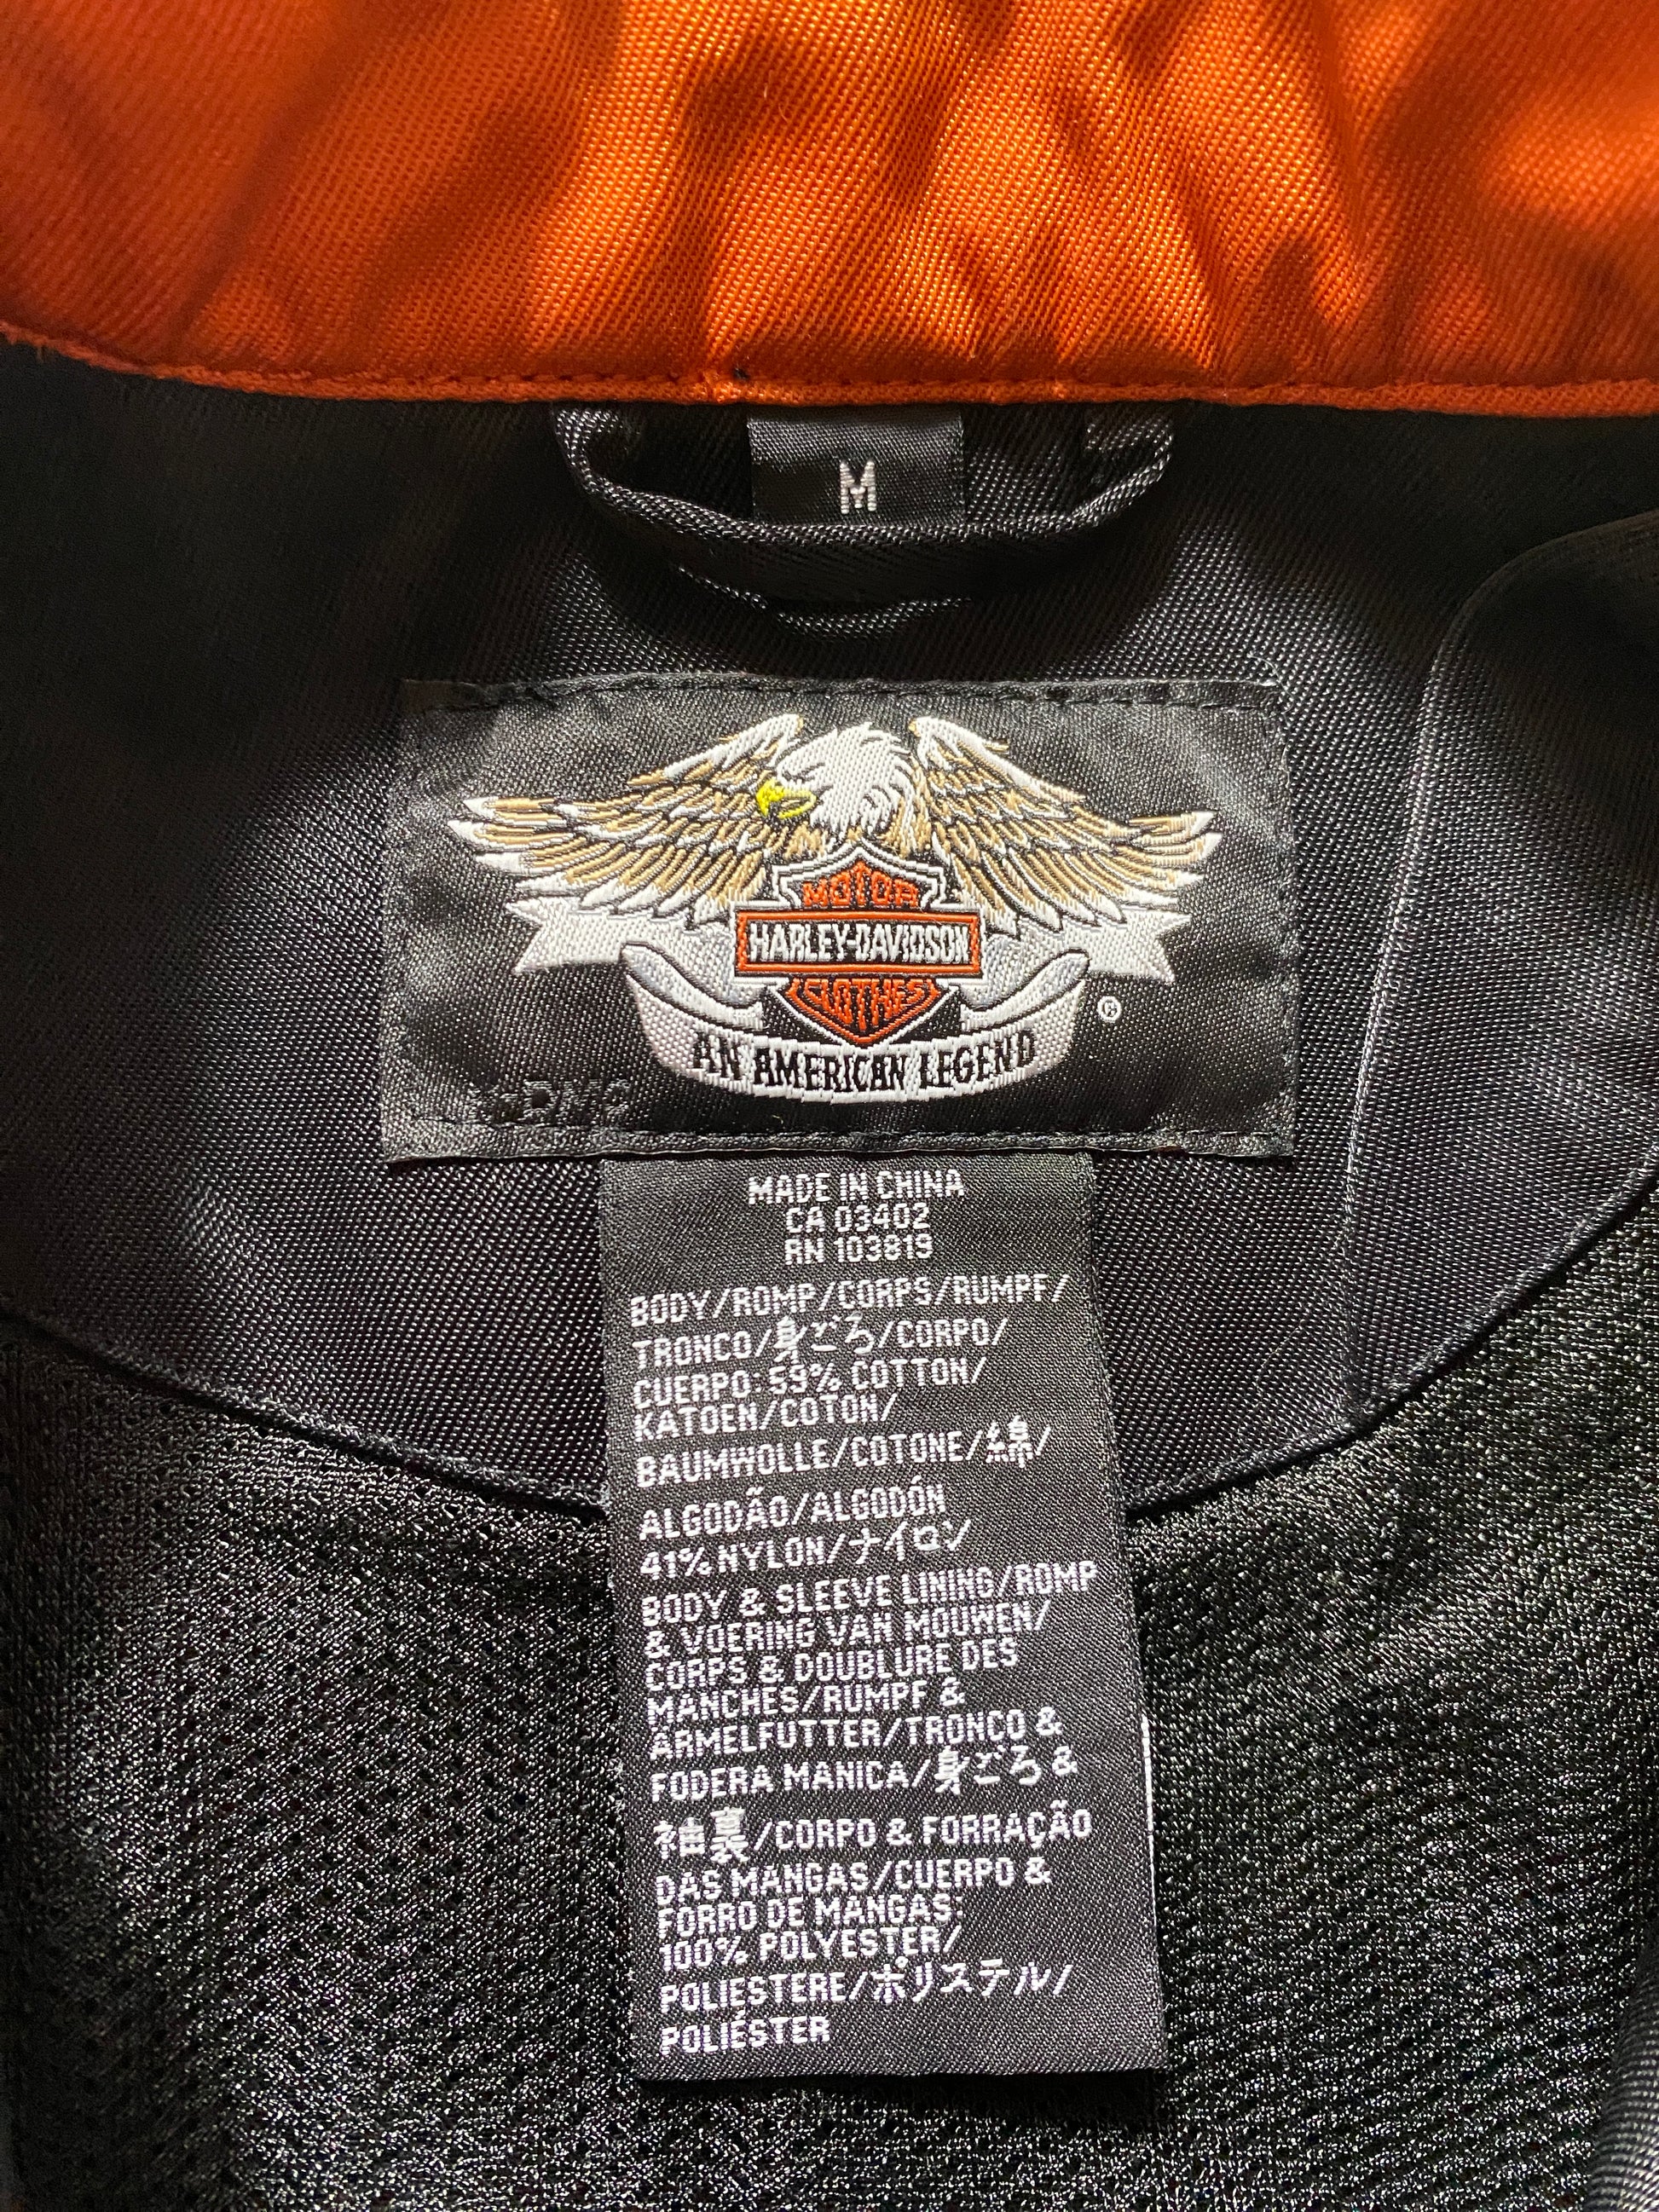 M
MOTOR
HARLEY-DAVIDSON
CLOTHES
®
AN AMERICAN LEGEND
MADE IN CHINA
CA 03402
RN 103819
BODY/ROMP/CORPS/RUMPF/
TRONCO/身ごろ/CORPO/
CUERPO: 59% COTTON/
KATOEN/COTON/
BAUMWOLLE/COTONE/綿/
ALGODÃO/ALGODÓN
41% NYLON/ナイロン
BODY & SLEEVE LINING/ROMP
& VOERING VAN MOUWEN/
CORPS & DOUBLURE DES
MANCHES/RUMPF &
ÄRMELFUTTER/TRONCO &
FODERA MANICA/身ごろ &
袖裏/CORPO & FORRAÇÃO
DAS MANGAS/CUERPO &
FORRO DE MANGAS:
100% POLYESTER/
POLIESTERE/ポリステル/
POLIÉSTER